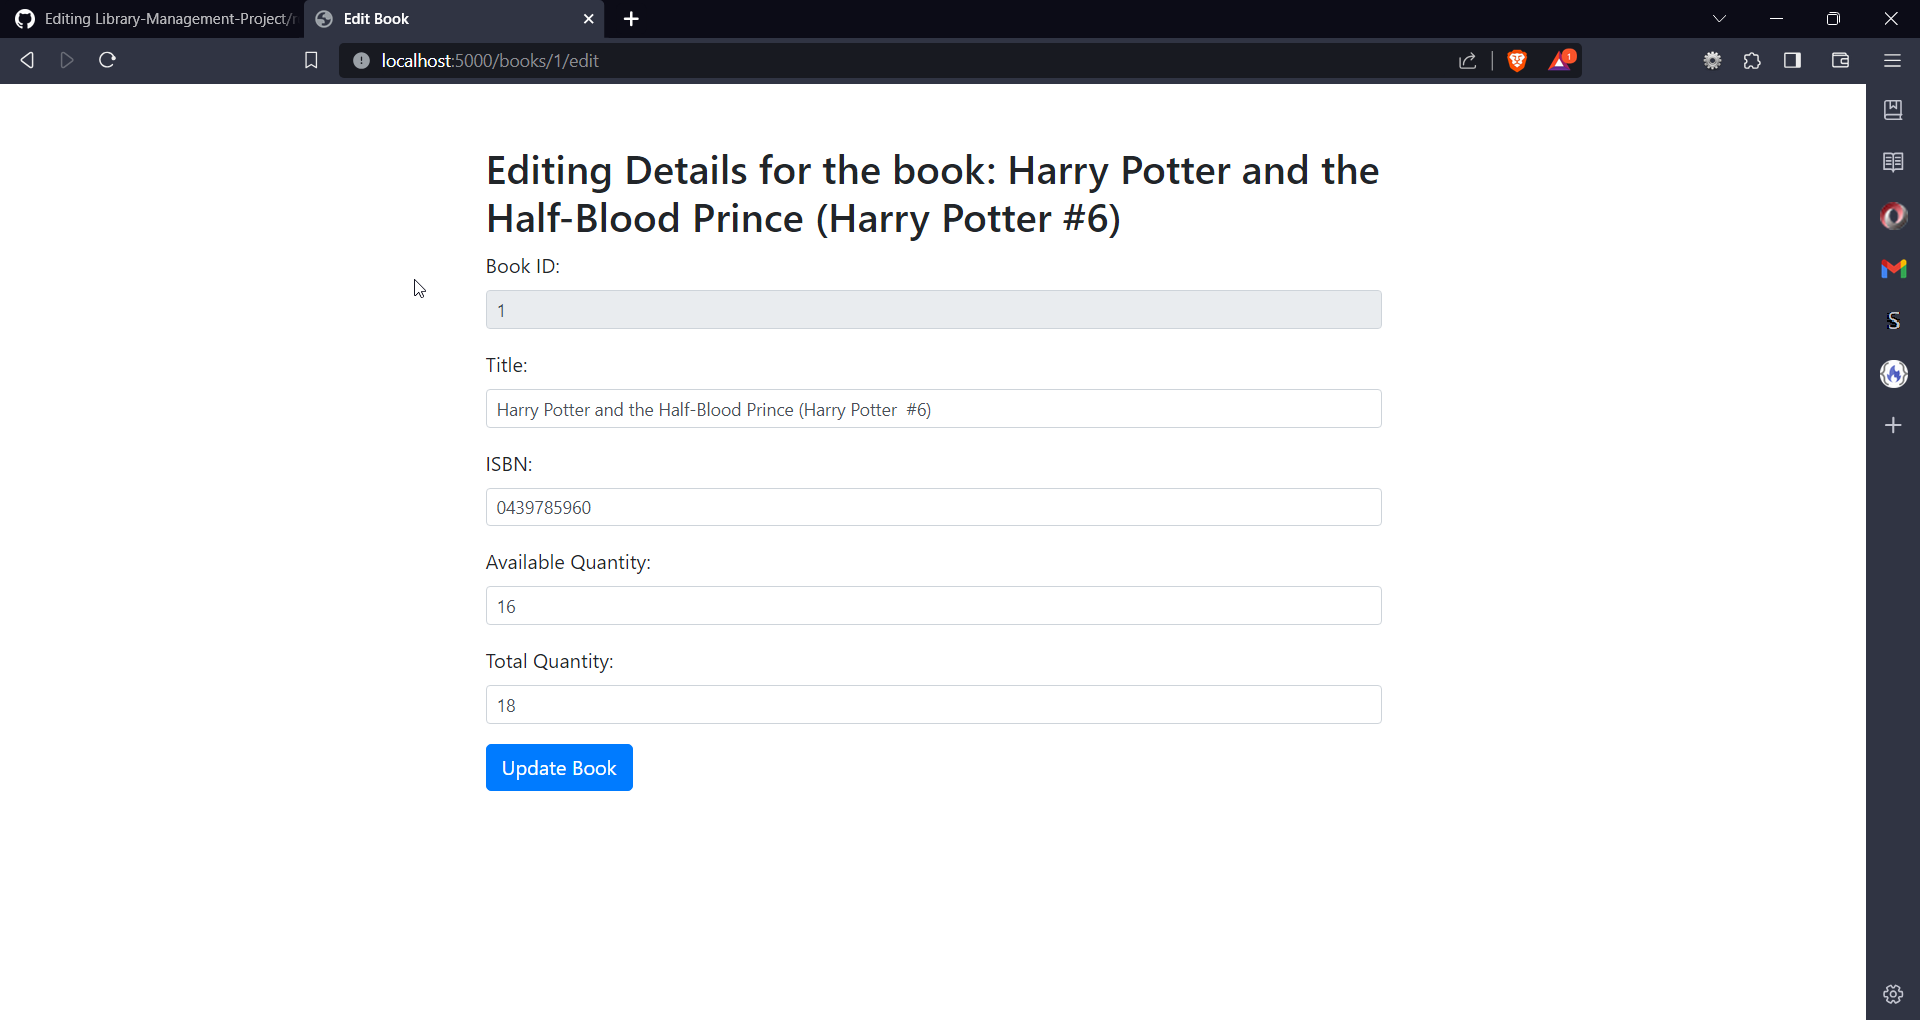 Editing Library-Management-Project/r
Edit Book
localhost:5000/books/1/edit
1
Editing Details for the book: Harry Potter and the
Half-Blood Prince (Harry Potter #6)
Book ID:
1
Title:
Harry Potter and the Half-Blood Prince (Harry Potter  #6)
ISBN:
0439785960
Available Quantity:
16
Total Quantity:
18
Update Book
S